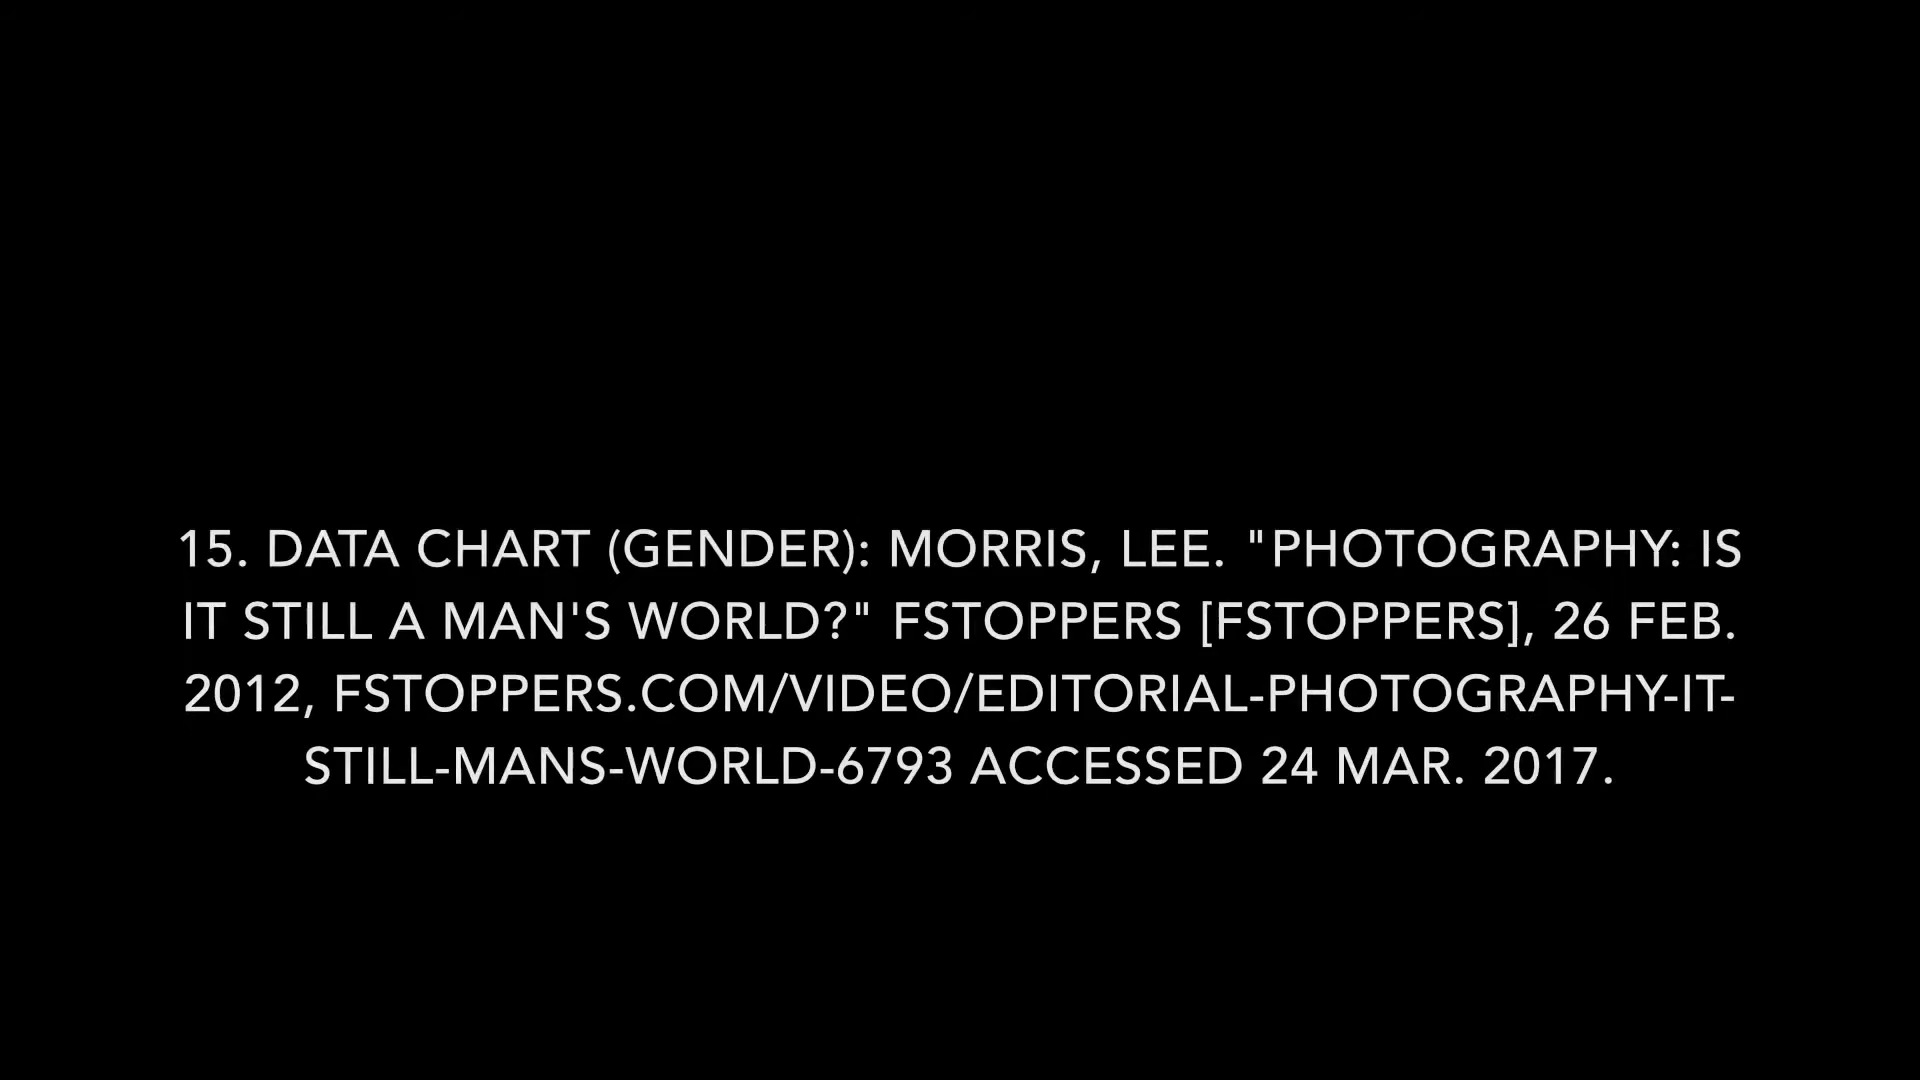 15. DATA CHART (GENDER): MORRIS, LEE. "PHOTOGRAPHY: IS
IT STILL A MAN'S WORLD?" FSTOPPERS [FSTOPPERS], 26 FEB.
2012, FSTOPPERS.COM/VIDEO/EDITORIAL-PHOTOGRAPHY-IT-
STILL-MANS-WORLD-6793 ACCESSED 24 MAR. 2017.